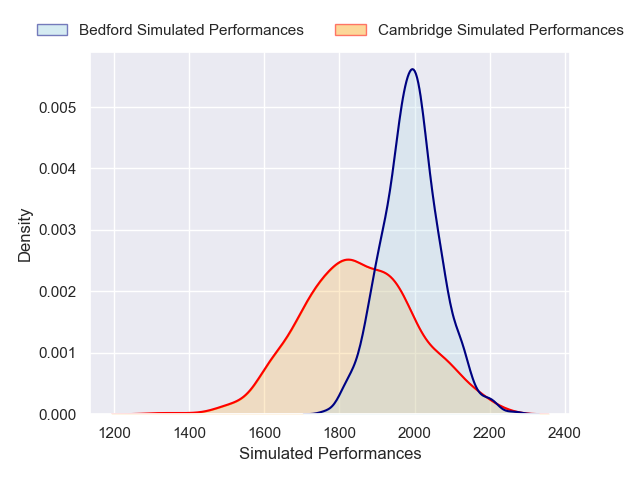 Bedford Simulated Performances
Cambridge Simulated Performances
0.005
0.004
0.003
0.002
0.001
0.000
Density
1200 1400 1600 1800 2000 2200 2400
Simulated Performances